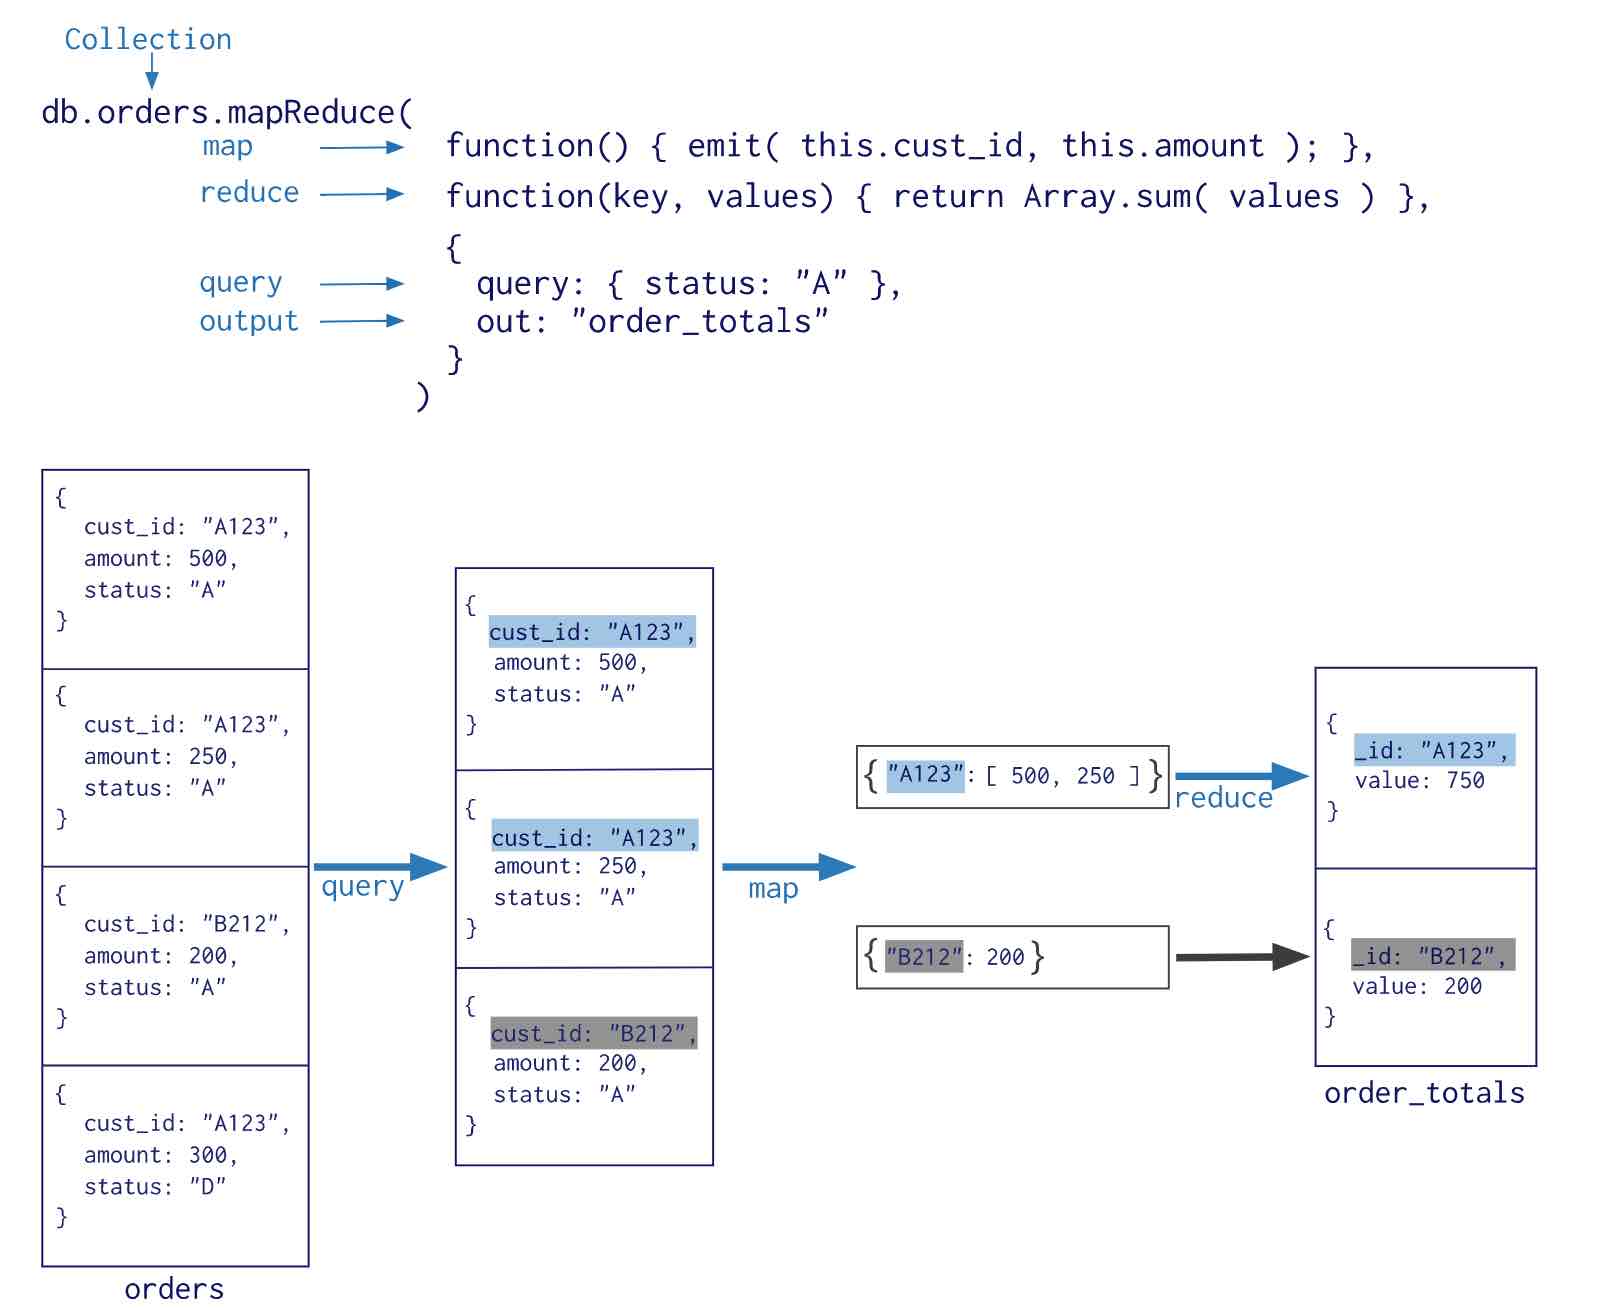 Collection
db.orders.mapReduce(
map
function() { emit( this.cust_id, this.amount ); },
reduce
function(key, values) { return Array.sum( values ) },
{
query
query: { status: "A" },
output
out: "order_totals"
}
)
{
cust_id: "A123",
amount: 500,
status: "A"
}
{
cust_id: "A123",
amount: 250,
status: "A"
}
{
cust_id: "B212",
amount: 200,
status: "A"
}
{
cust_id: "A123",
amount: 300,
status: "D"
}
orders
query
{
cust_id: "A123",
amount: 500,
status: "A"
}
{
cust_id: "A123",
amount: 250,
status: "A"
}
{
cust_id: "B212",
amount: 200,
status: "A"
}
map
{ "A123": [ 500, 250 ] }
{ "B212": 200 }
reduce
{
_id: "A123",
value: 750
}
{
_id: "B212",
value: 200
}
order_totals